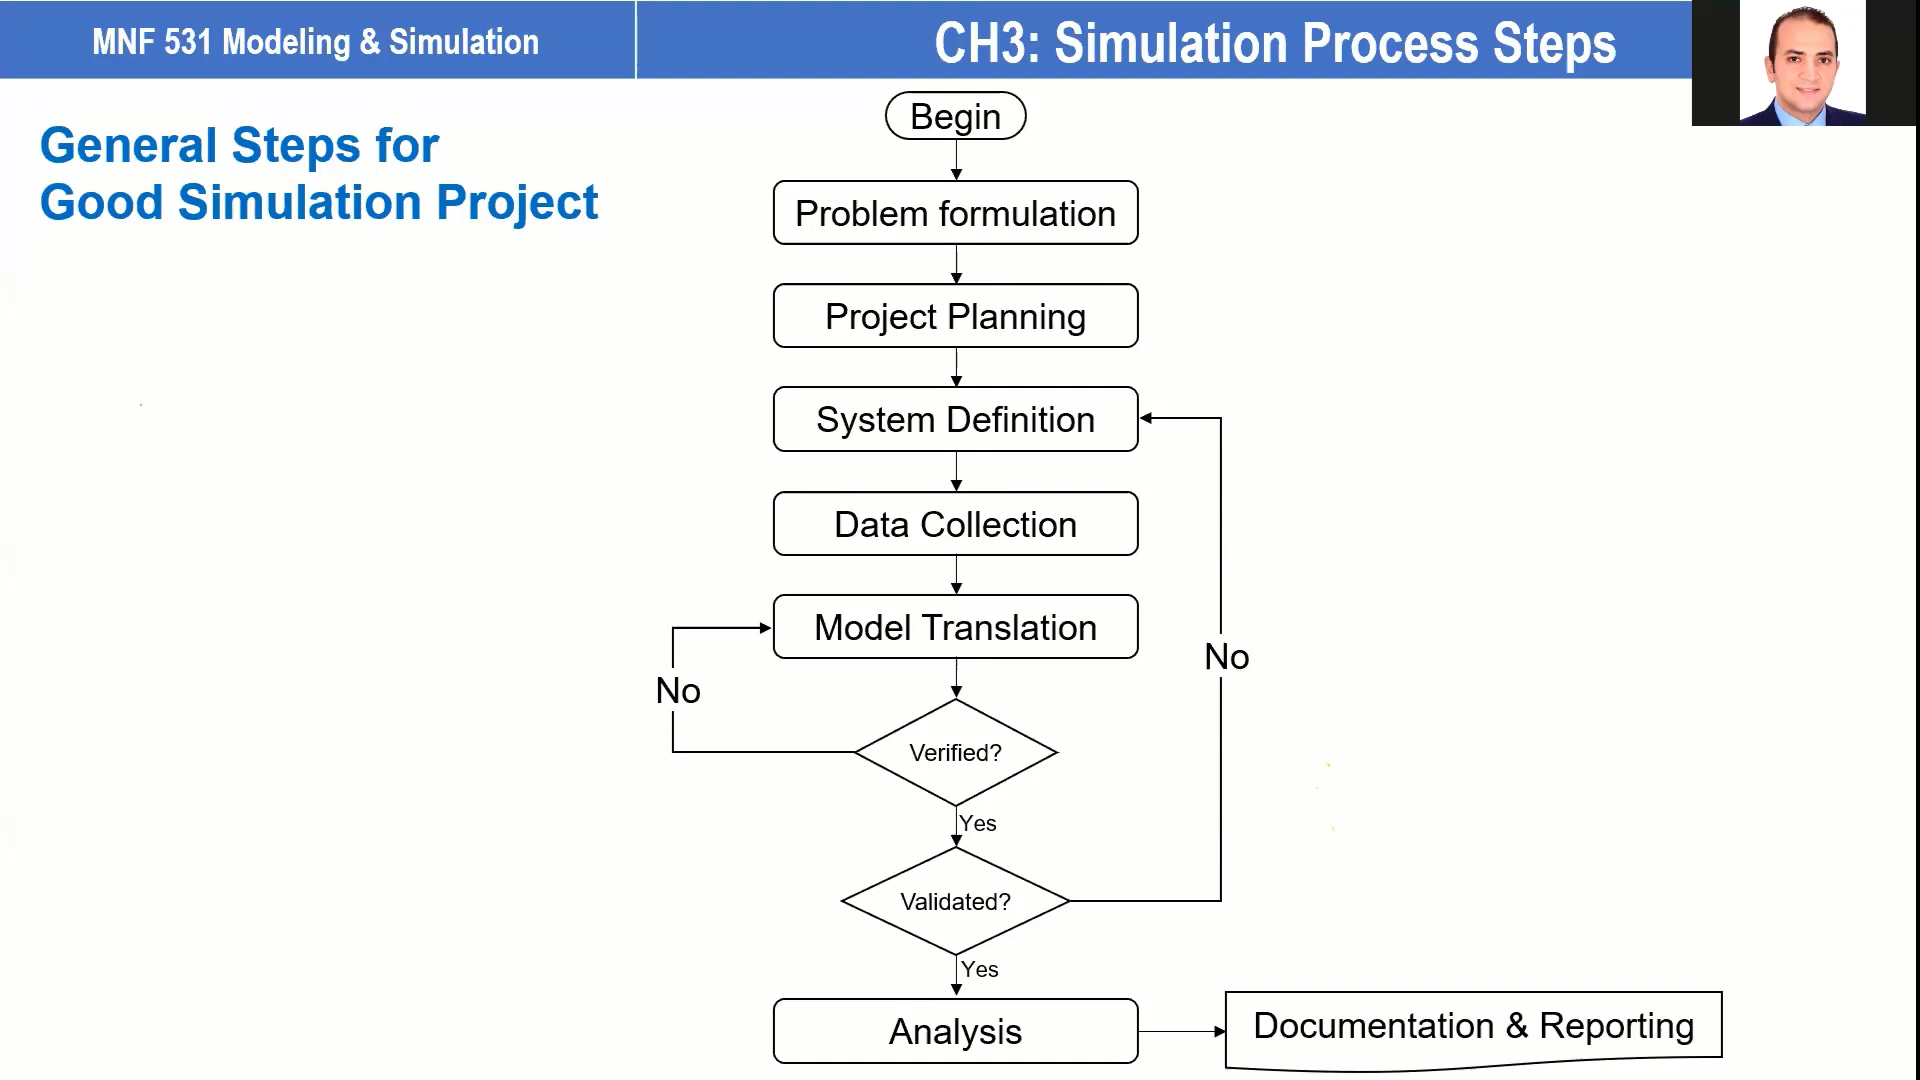 MNF 531 Modeling & Simulation
CH3: Simulation Process Steps
General Steps for
Good Simulation Project
Begin
Problem formulation
Project Planning
System Definition
Data Collection
Model Translation
No
No
Verified?
Yes
Validated?
Yes
Analysis
Documentation & Reporting